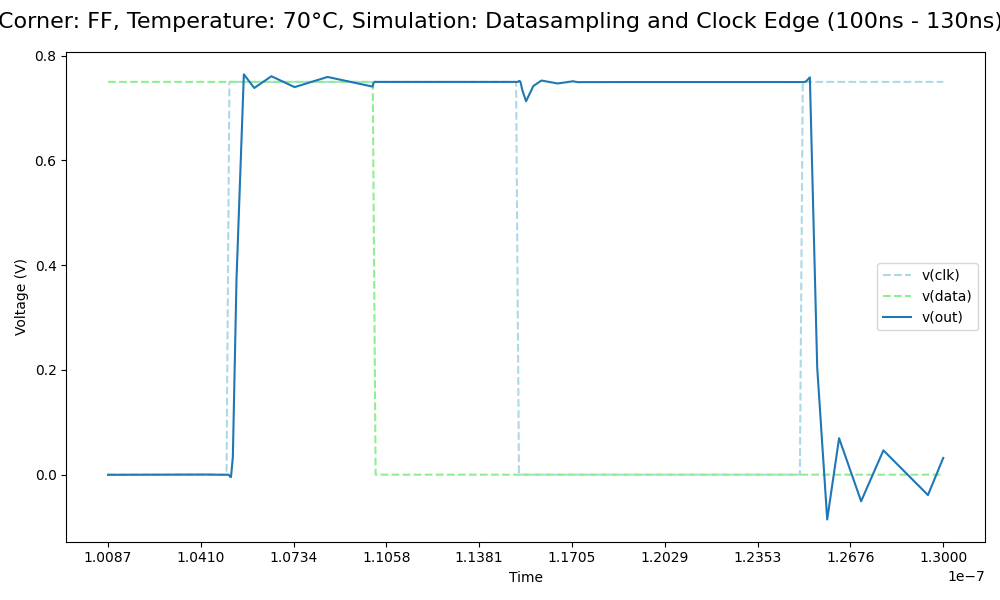 Corner: FF, Temperature: 70°C, Simulation: Datasampling and Clock Edge (100ns - 130ns)
0.8
0.6
0.4
0.2
0.0
Voltage (V)
v(clk)
v(data)
v(out)
1.0087 1.0410 1.0734 1.1058 1.1381 1.1705 1.2029 1.2353 1.2676 1.3000
1e−7
Time